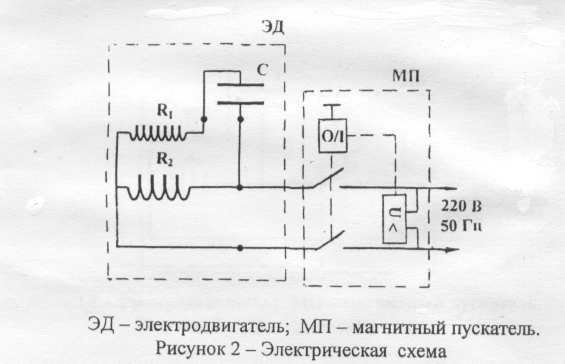 ЭД
C
МП
R1
O/I
R2
U <
220 В
50 Гц
ЭД – электродвигатель; МП – магнитный пускатель.
Рисунок 2 – Электрическая схема